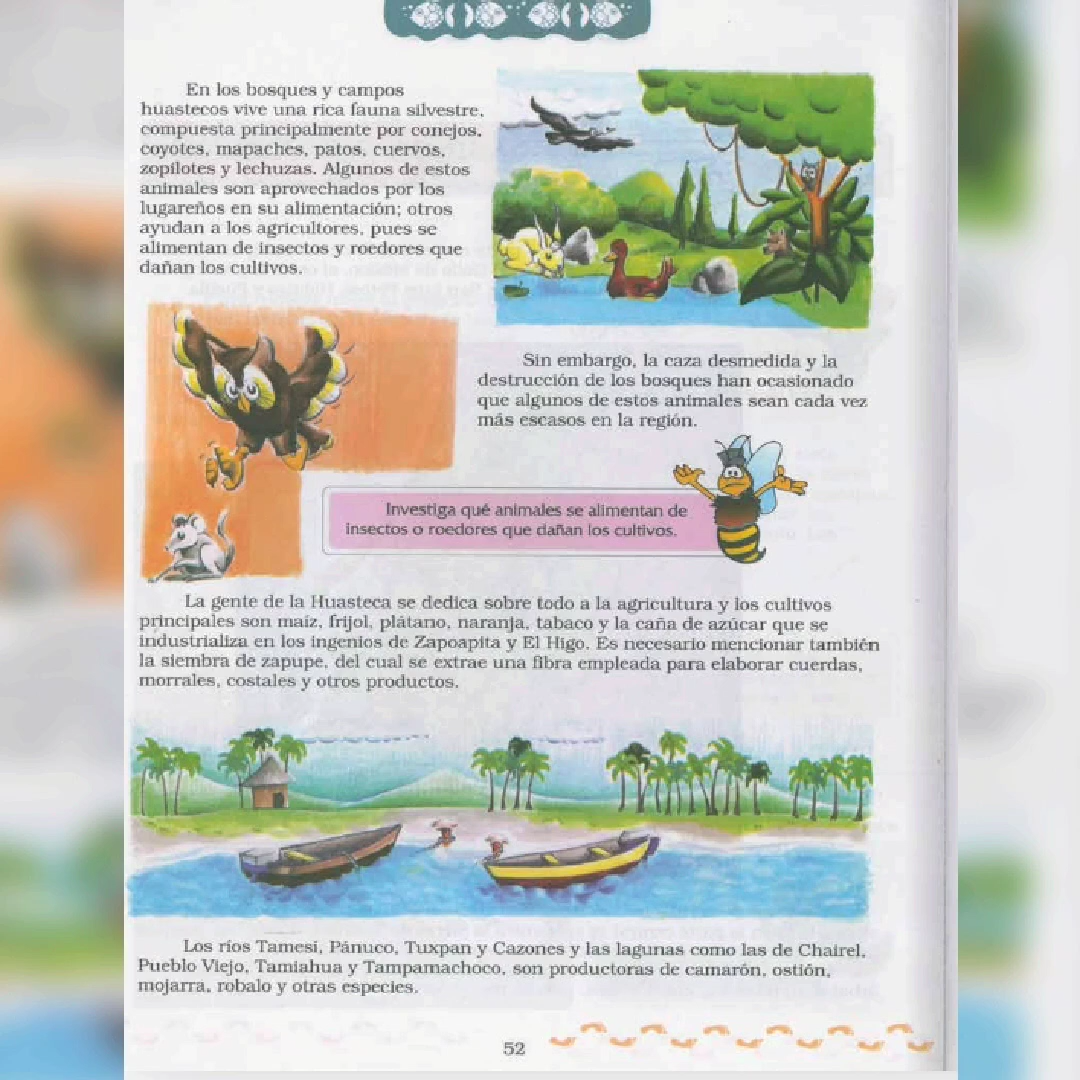 En los bosques y campos
huastecos vive una rica fauna silvestre,
compuesta principalmente por conejos,
coyotes, mapaches, patos, cuervos,
zopilotes y lechuzas. Algunos de estos
animales son aprovechados por los
lugareños en su alimentación; otros
ayudan a los agricultores, pues se
alimentan de insectos y roedores que
dañan los cultivos.
Sin embargo, la caza desmedida y la
destrucción de los bosques han ocasionado
que algunos de estos animales sean cada vez
más escasos en la región.
Investiga qué animales se alimentan de
insectos o roedores que dañan los cultivos.
La gente de la Huasteca se dedica sobre todo a la agricultura y los cultivos
principales son maíz, frijol, plátano, naranja, tabaco y la caña de azúcar que se
industrializa en los ingenios de Zapoapita y El Higo. Es necesario mencionar también
la siembra de zapupe, del cual se extrae una fibra empleada para elaborar cuerdas,
morrales, costales y otros productos.
Los ríos Tamesi, Pánuco, Tuxpan y Cazones y las lagunas como las de Chairel,
Pueblo Viejo, Tamiahua y Tampamachoco, son productoras de camarón, ostión,
mojarra, robalo y otras especies.
52